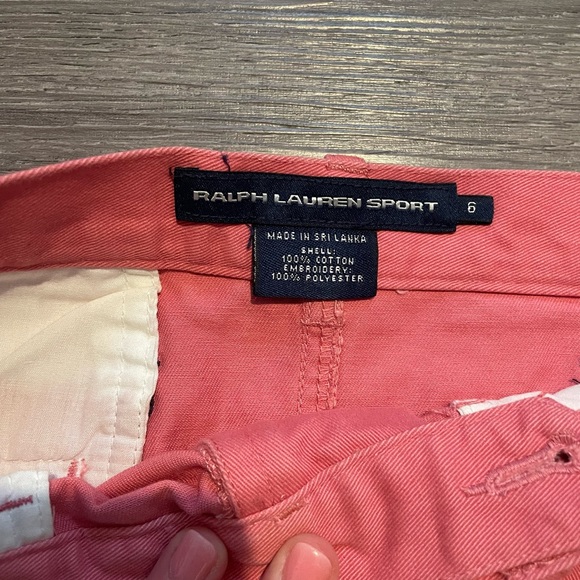 RALPH LAUREN SPORT
6
MADE IN SRI LANKA
SHELL:
100% COTTON
EMBROIDERY:
100% POLYESTER